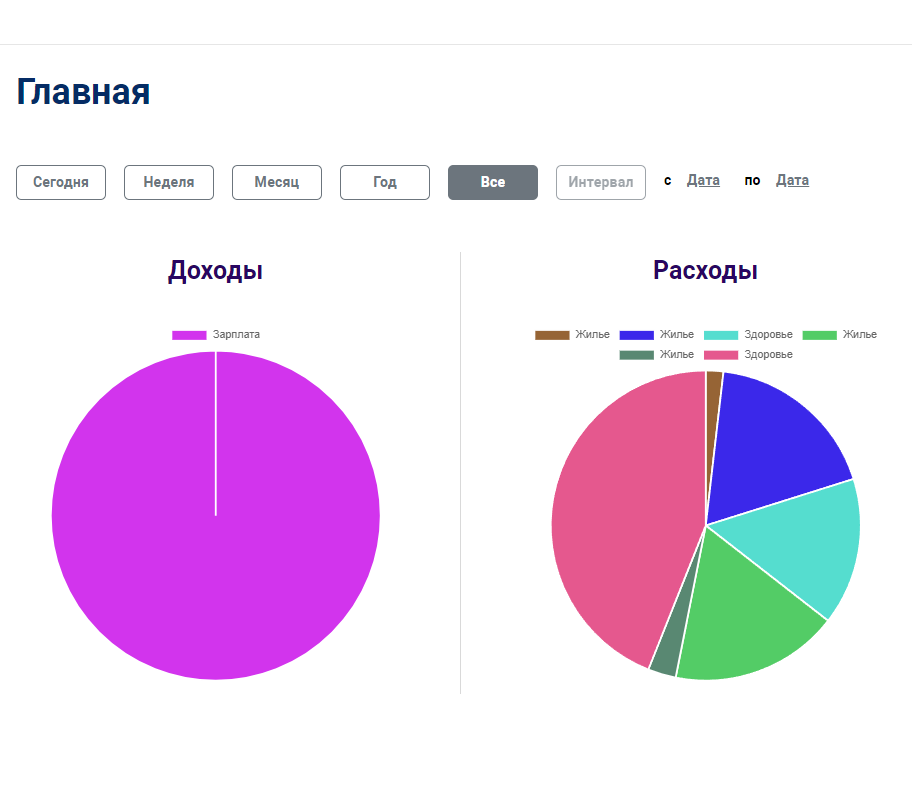 Главная
Сегодня Неделя Месяц Год Все Интервал с Дата по Дата
Доходы
Зарплата
Расходы
Жилье Жилье Здоровье Жилье
Жилье Здоровье